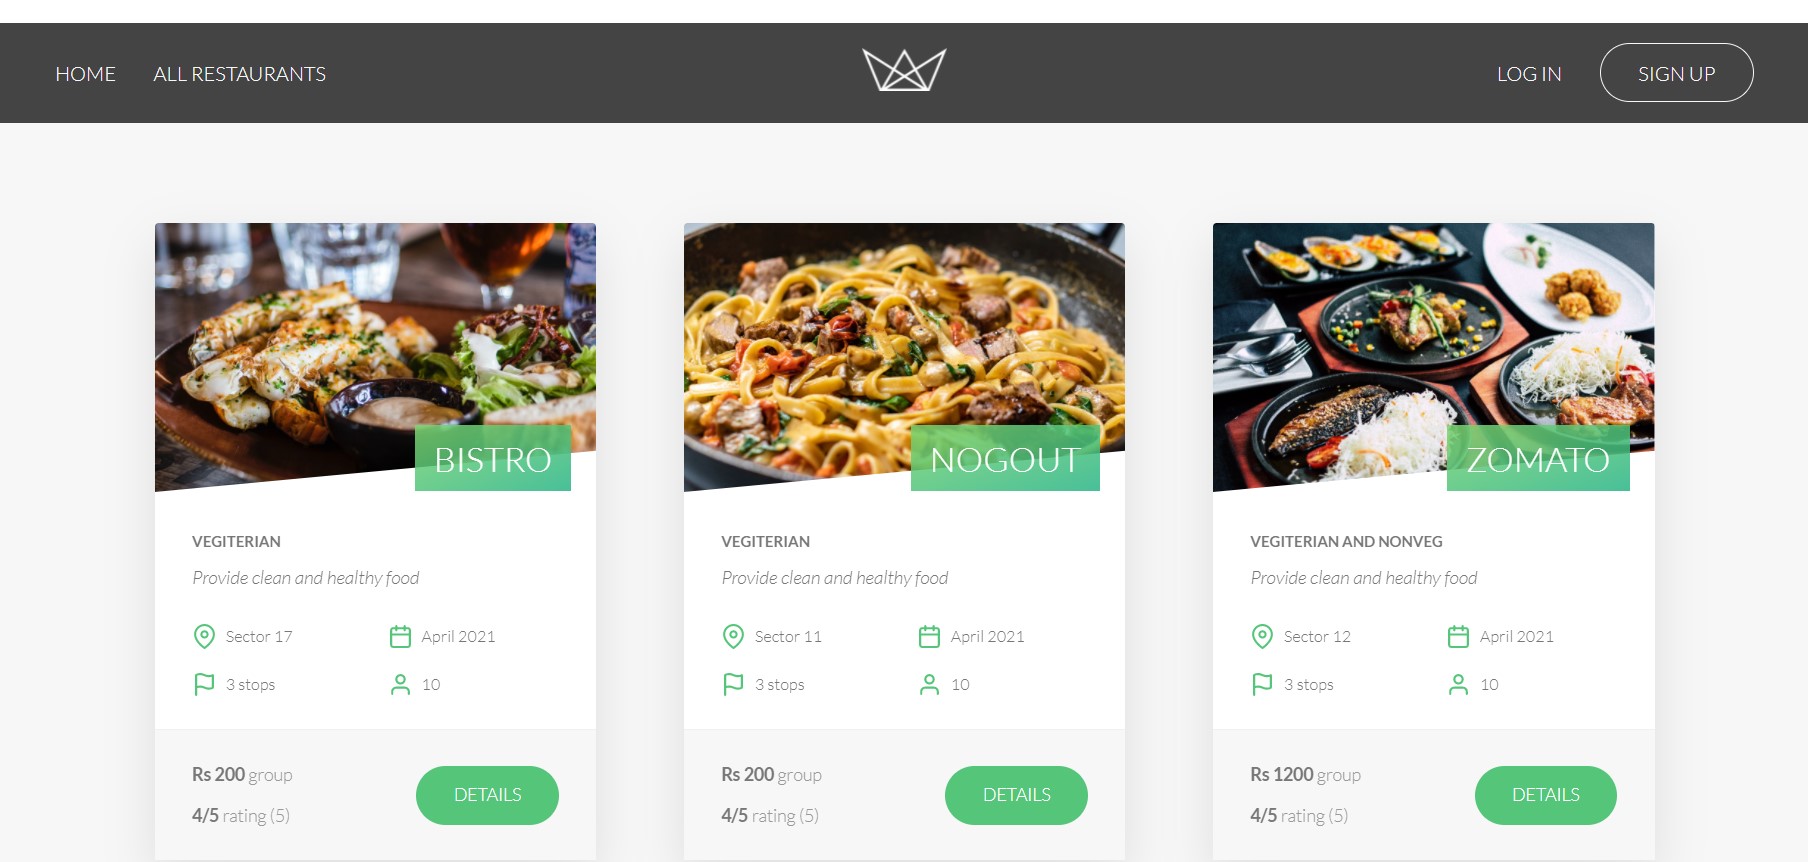 HOME
ALL RESTAURANTS
LOG IN
SIGN UP
BISTRO
VEGITERIAN
Provide clean and healthy food
Sector 17
April 2021
3 stops
10
Rs 200 group
4/5 rating (5)
DETAILS
NOGOUT
VEGITERIAN
Provide clean and healthy food
Sector 11
April 2021
3 stops
10
Rs 200 group
4/5 rating (5)
DETAILS
ZOMATO
VEGITERIAN AND NONVEG
Provide clean and healthy food
Sector 12
April 2021
3 stops
10
Rs 1200 group
4/5 rating (5)
DETAILS